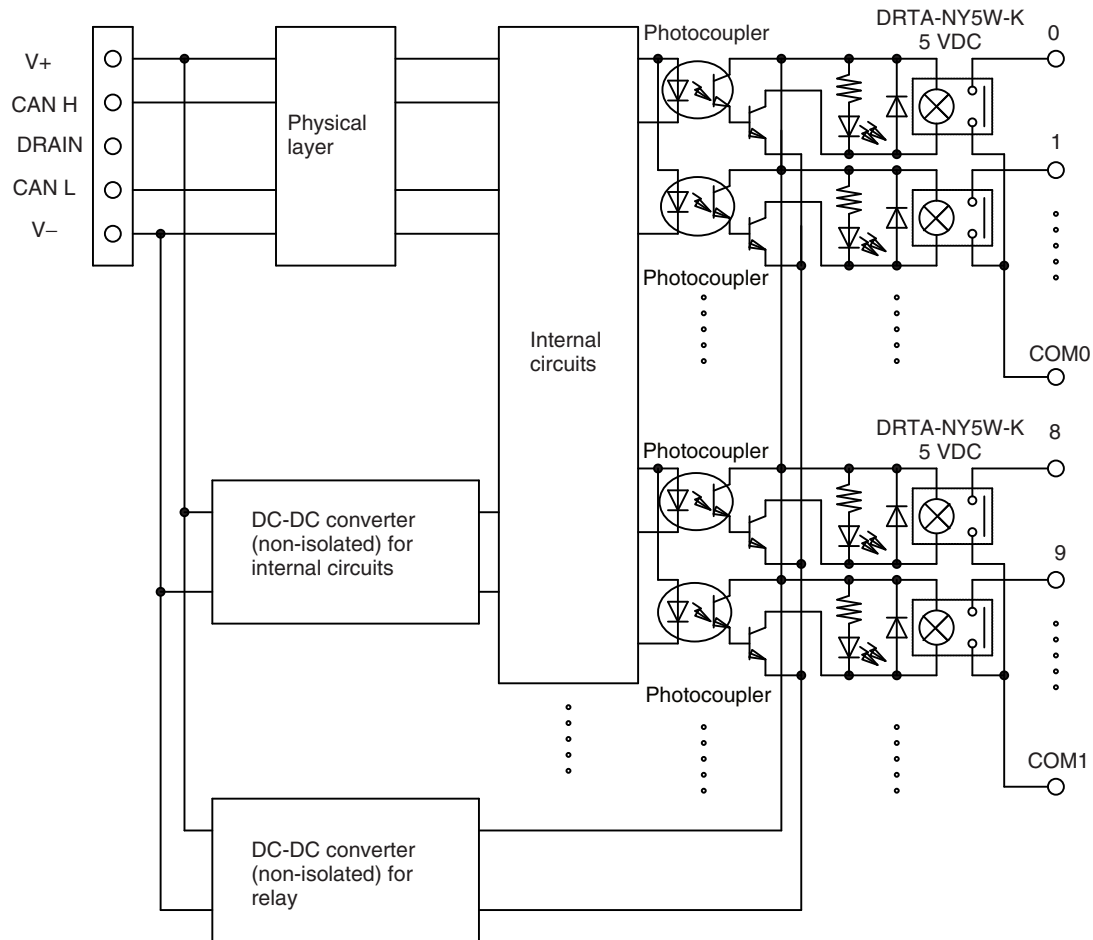 DRTA-NY5W-K
5 VDC
0
Photocoupler
V+
CAN H
DRAIN
CAN L
V−
Physical
layer
1
Photocoupler
Internal
circuits
COM0
DRTA-NY5W-K
5 VDC
8
Photocoupler
DC-DC converter
(non-isolated) for
internal circuits
9
Photocoupler
COM1
DC-DC converter
(non-isolated) for
relay